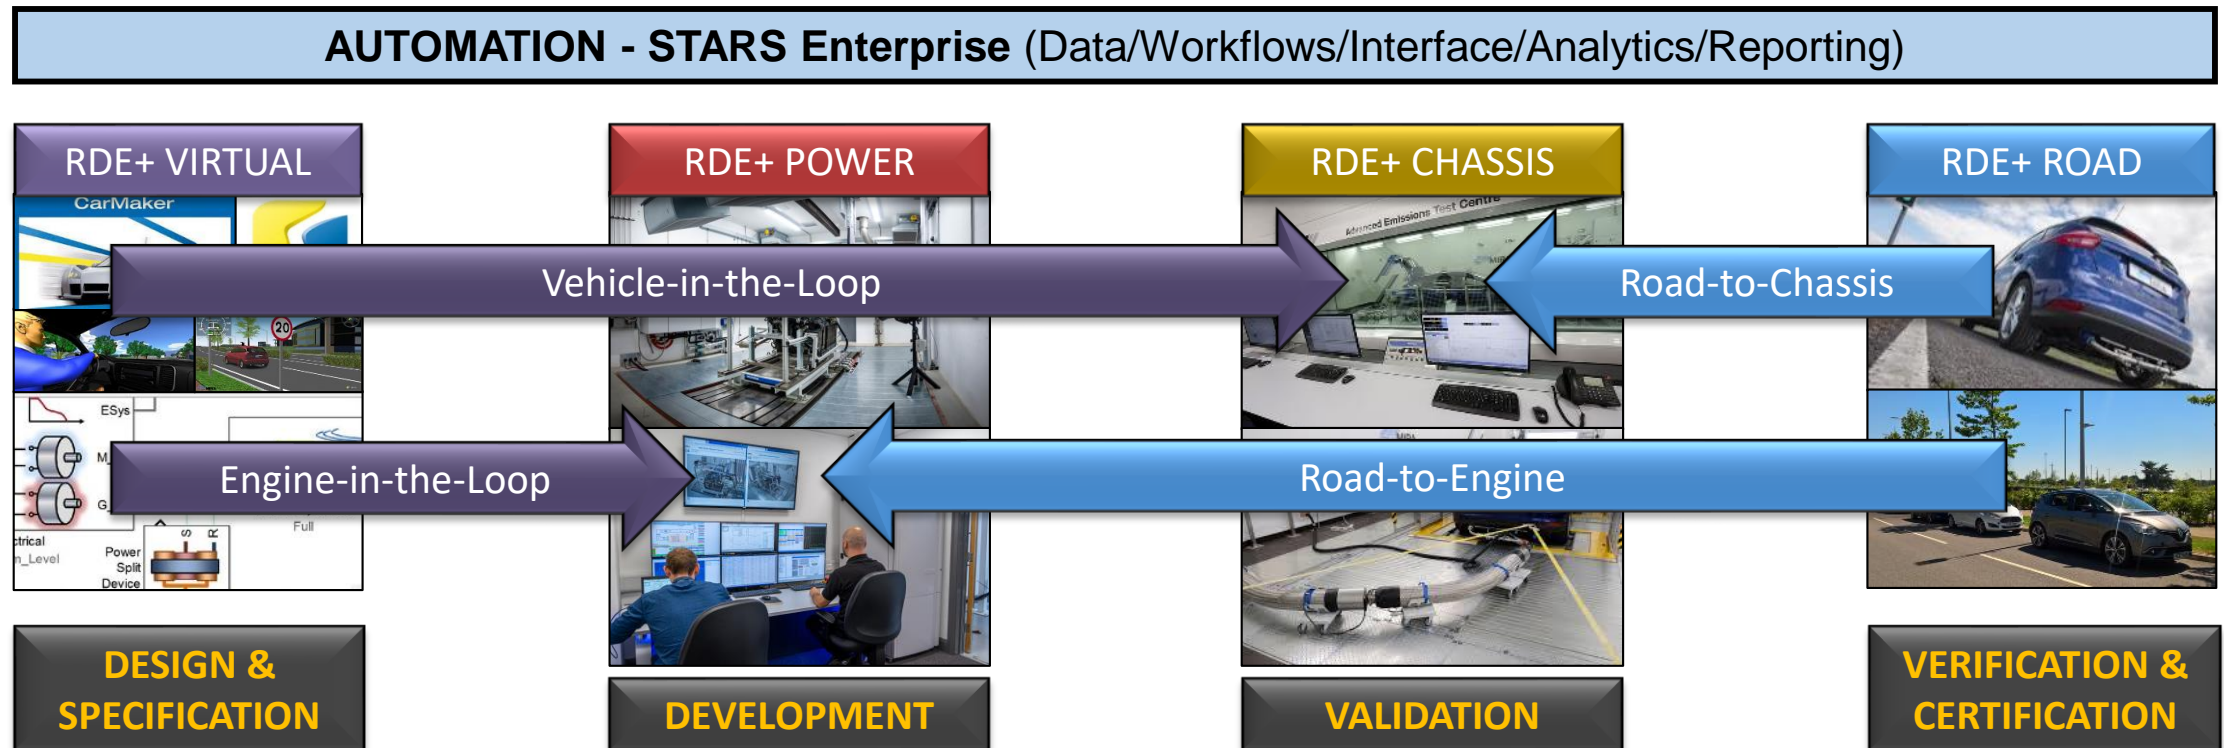 AUTOMATION - STARS Enterprise (Data/Workflows/Interface/Analytics/Reporting)
RDE+ VIRTUAL
RDE+ POWER
RDE+ CHASSIS
RDE+ ROAD
CarMaker
Advanced Emissions Test Centre
Vehicle-in-the-Loop
Road-to-Chassis
20
ESys
Engine-in-the-Loop
Road-to-Engine
Full
S
R
Power
Split
Device
DESIGN &
SPECIFICATION
DEVELOPMENT
VALIDATION
VERIFICATION &
CERTIFICATION